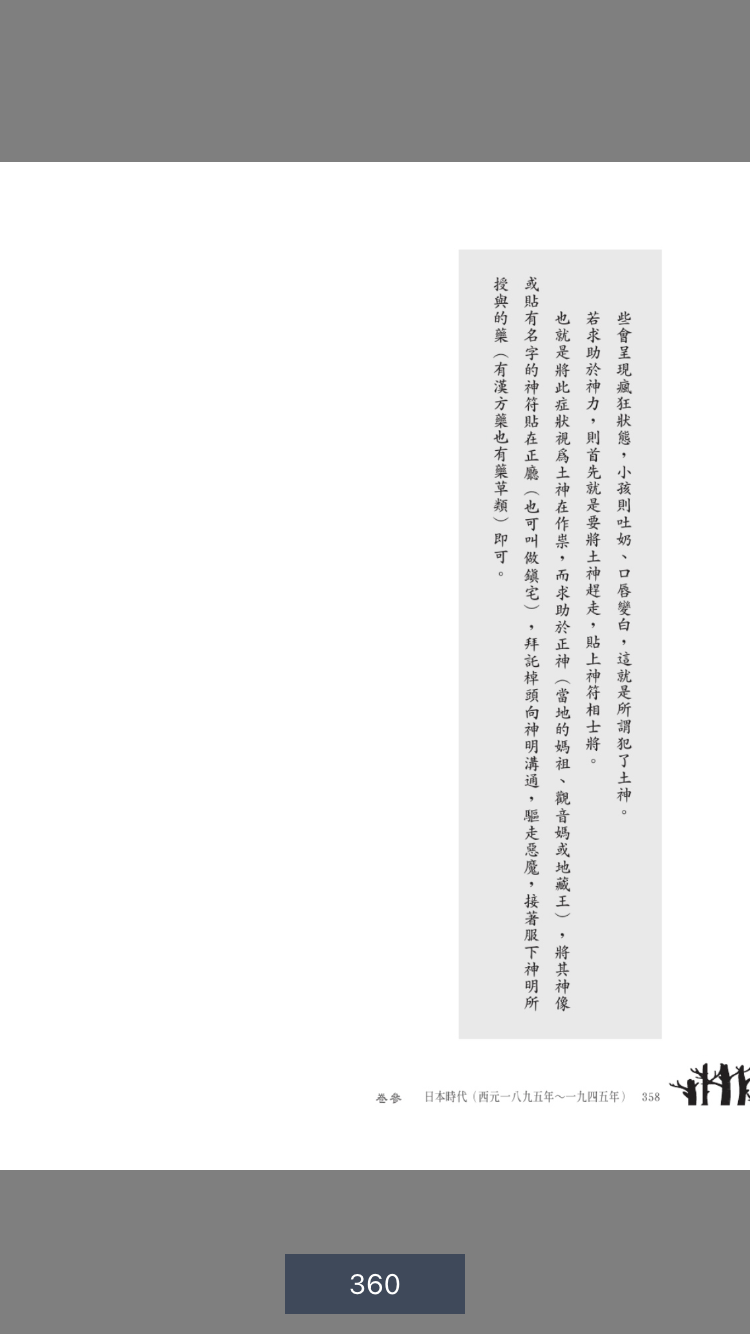 些會呈現瘋狂狀態，小孩則吐奶、口唇變白，這就是所謂犯了土神。
若求助於神力，則首先就是要將土神趕走，貼上神符相士將。
也就是將此症狀視為土神在作祟，而求助於正神（當地的媽祖、觀音媽或地藏王），將其神像
或貼有名字的神符貼在正廳（也可叫做鎮宅），拜託棹頭向神明溝通，驅走惡魔，接著服下神明所
授與的藥（有漢方藥也有藥草類）即可。
卷參 日本時代（西元一八九五年～一九四五年） 358
360